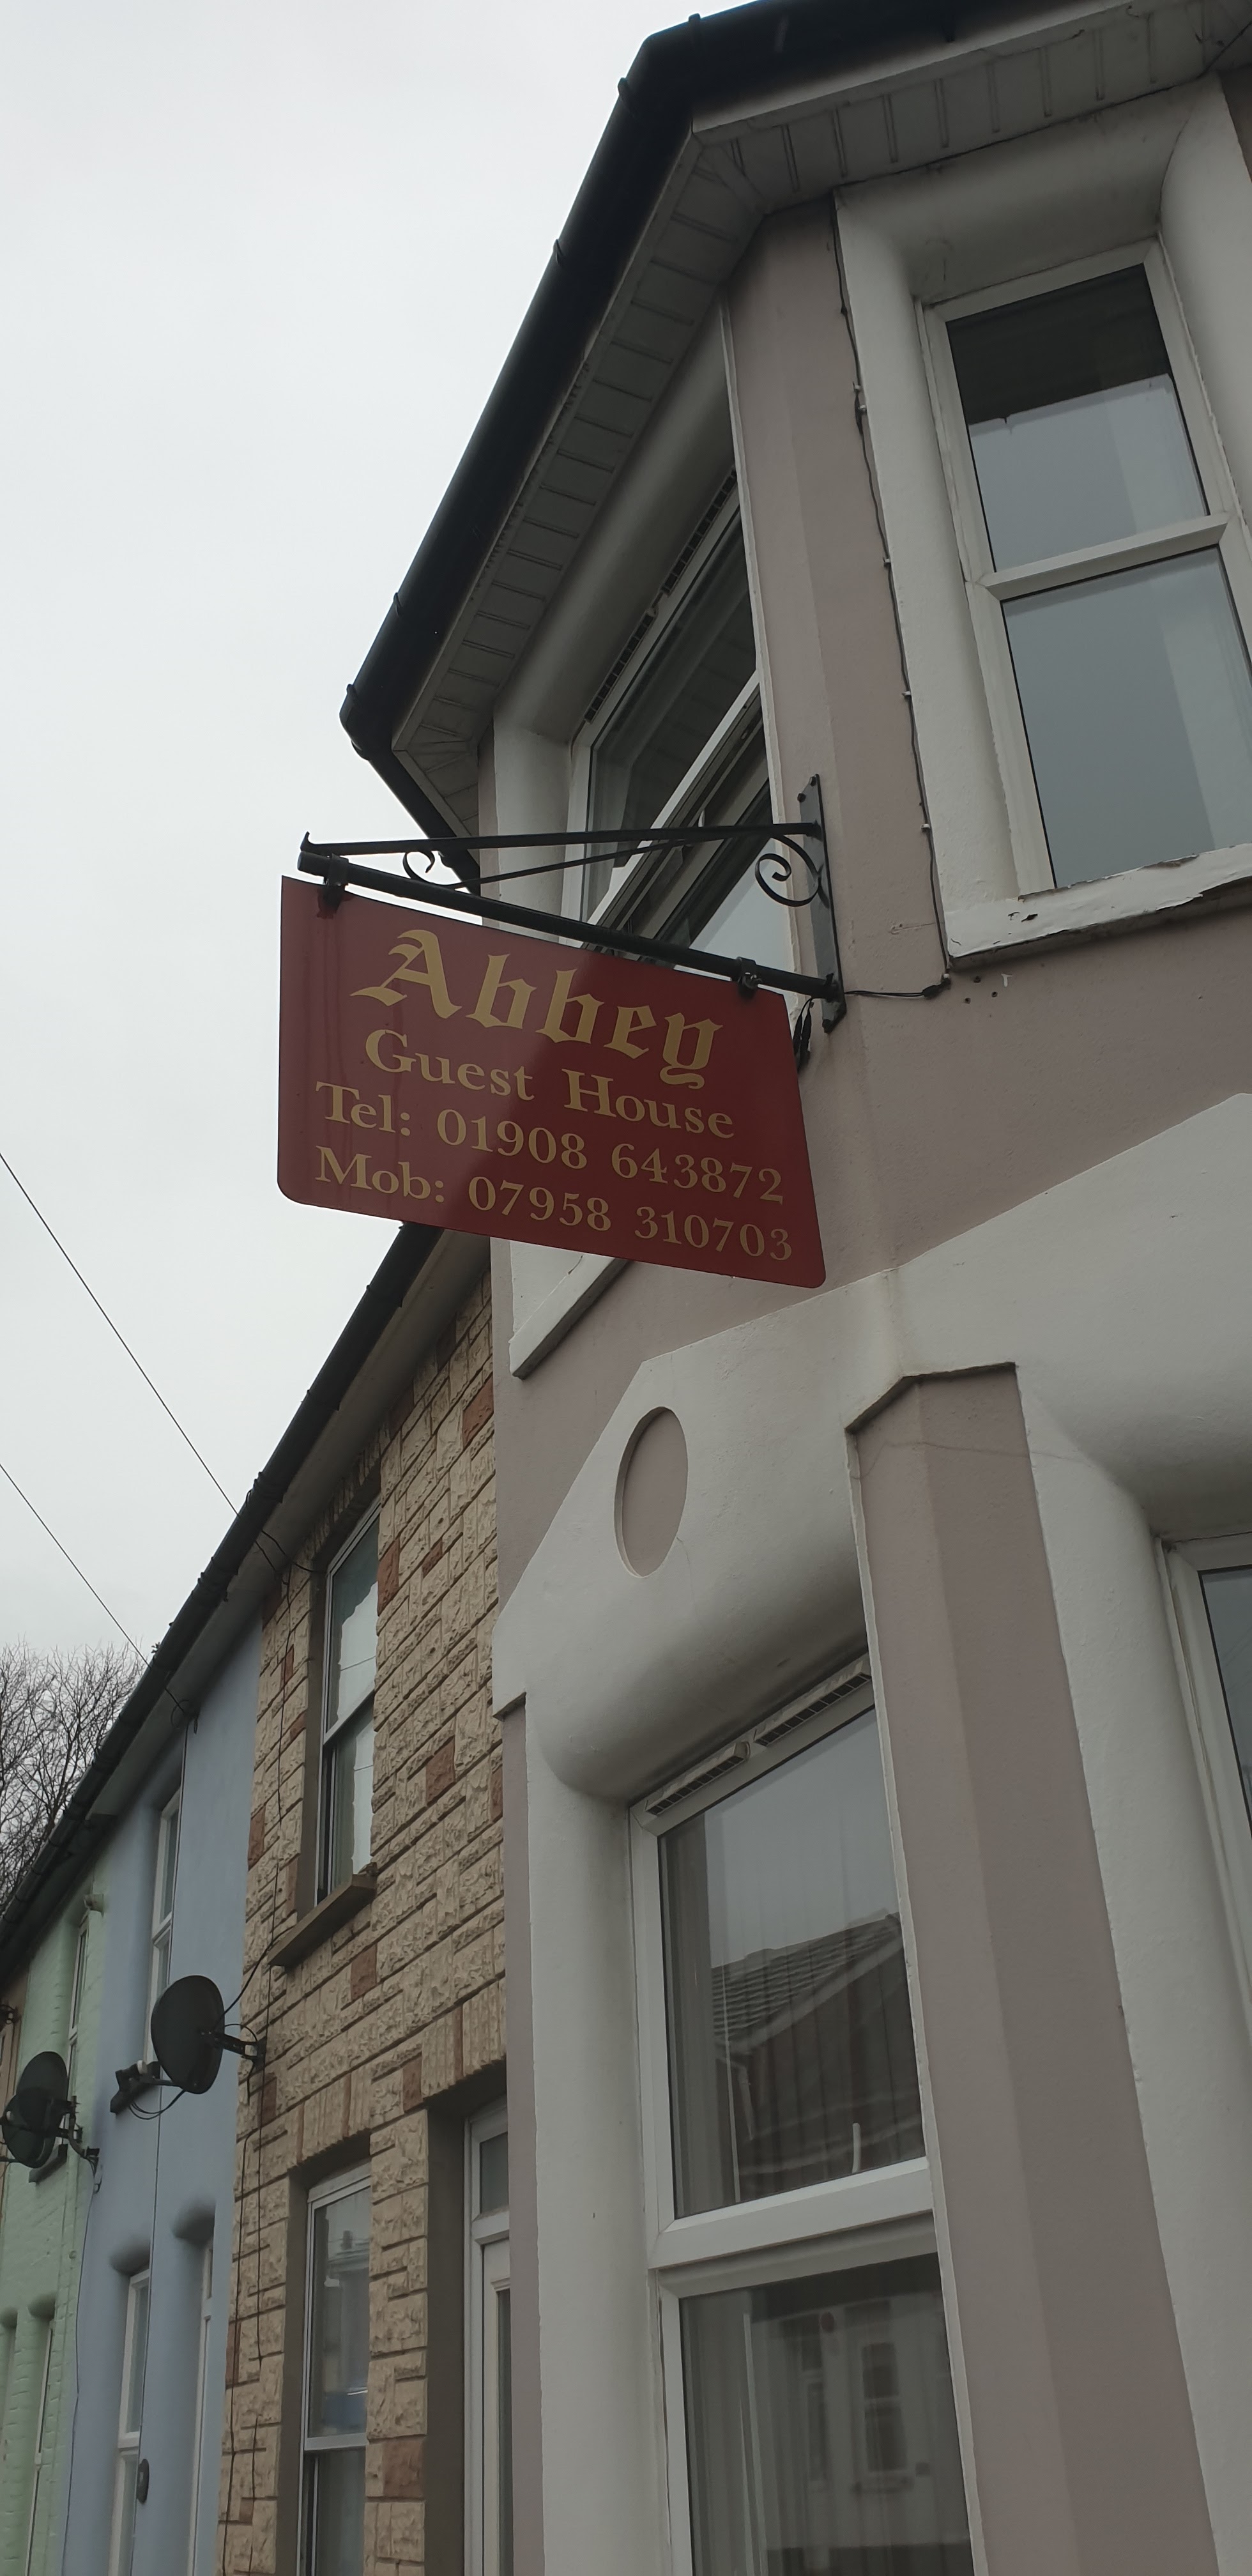 Abbey
Guest House
Tel: 01908 643872
Mob: 07958 310703